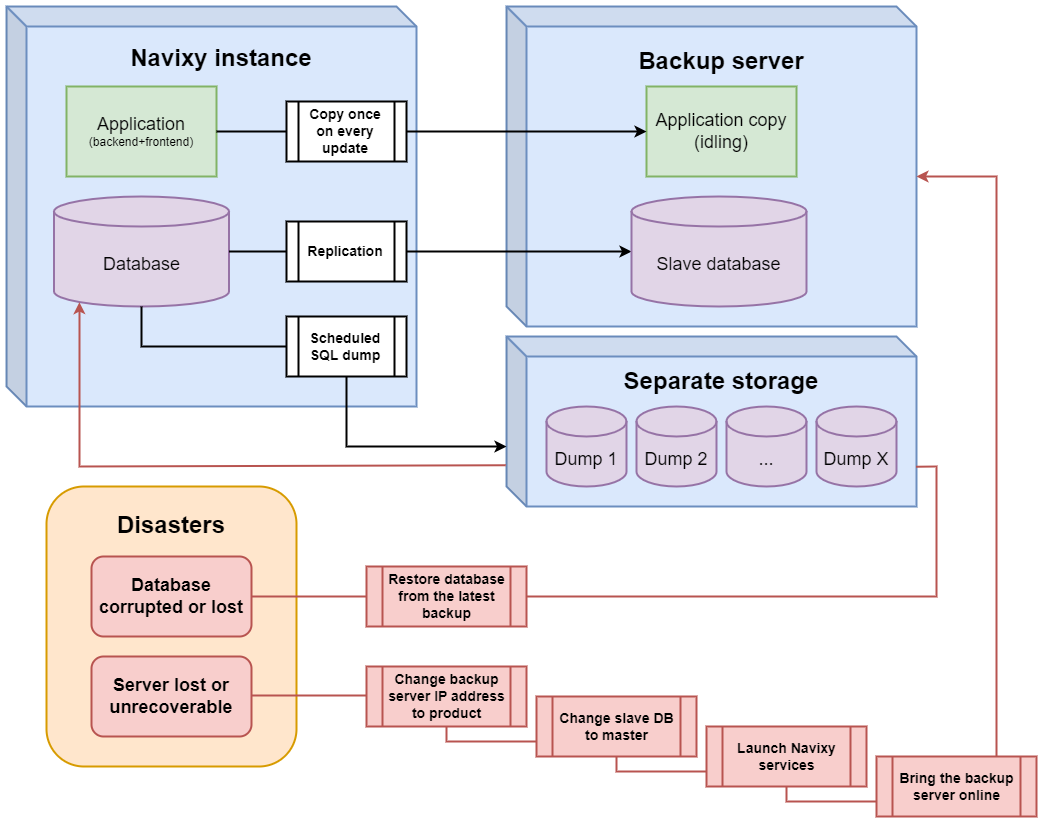 Navixy instance
Application
(backend+frontend)
Copy once
on every
update
Database
Replication
Scheduled
SQL dump
Backup server
Application copy
(idling)
Slave database
Separate storage
Dump 1
Dump 2
...
Dump X
Disasters
Database
corrupted or lost
Restore database
from the latest
backup
Server lost or
unrecoverable
Change backup
server IP address
to product
Change slave DB
to master
Launch Navixy
services
Bring the backup
server online